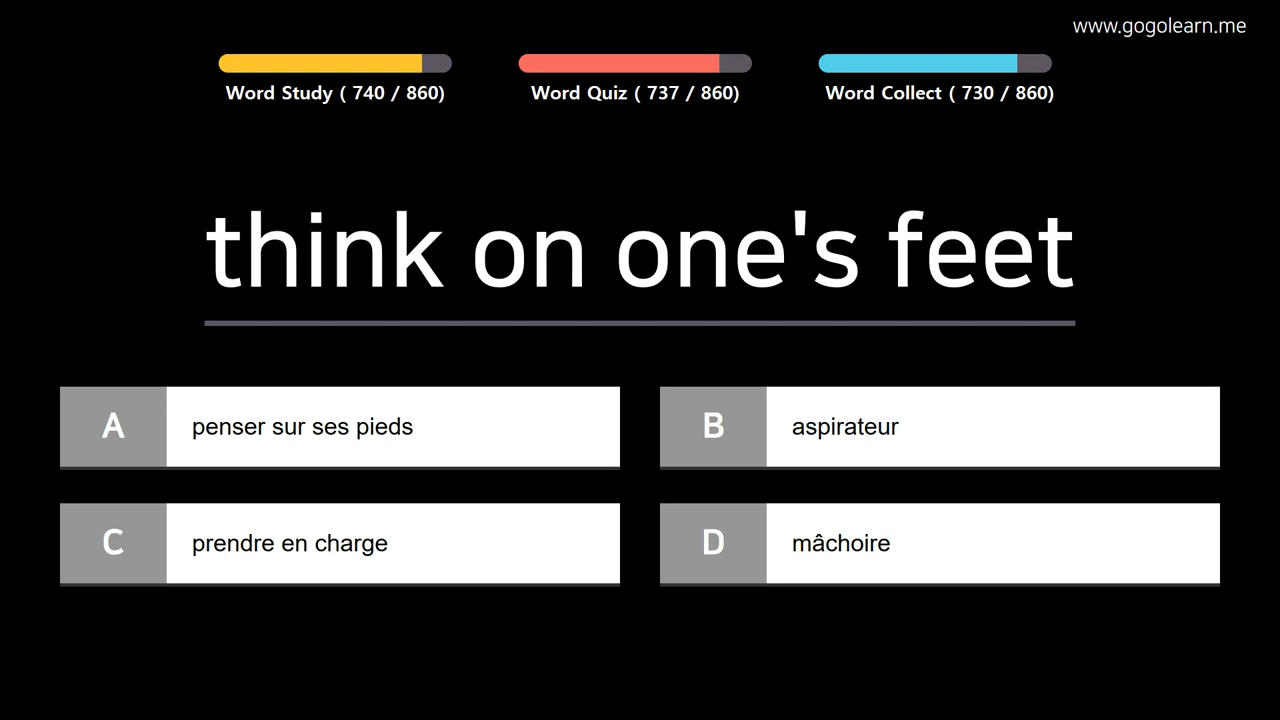 www.gogolearn.me
Word Study ( 740 / 860)
Word Quiz ( 737 / 860)
Word Collect ( 730 / 860)
think on one's feet
A penser sur ses pieds
B aspirateur
C prendre en charge
D mâchoire